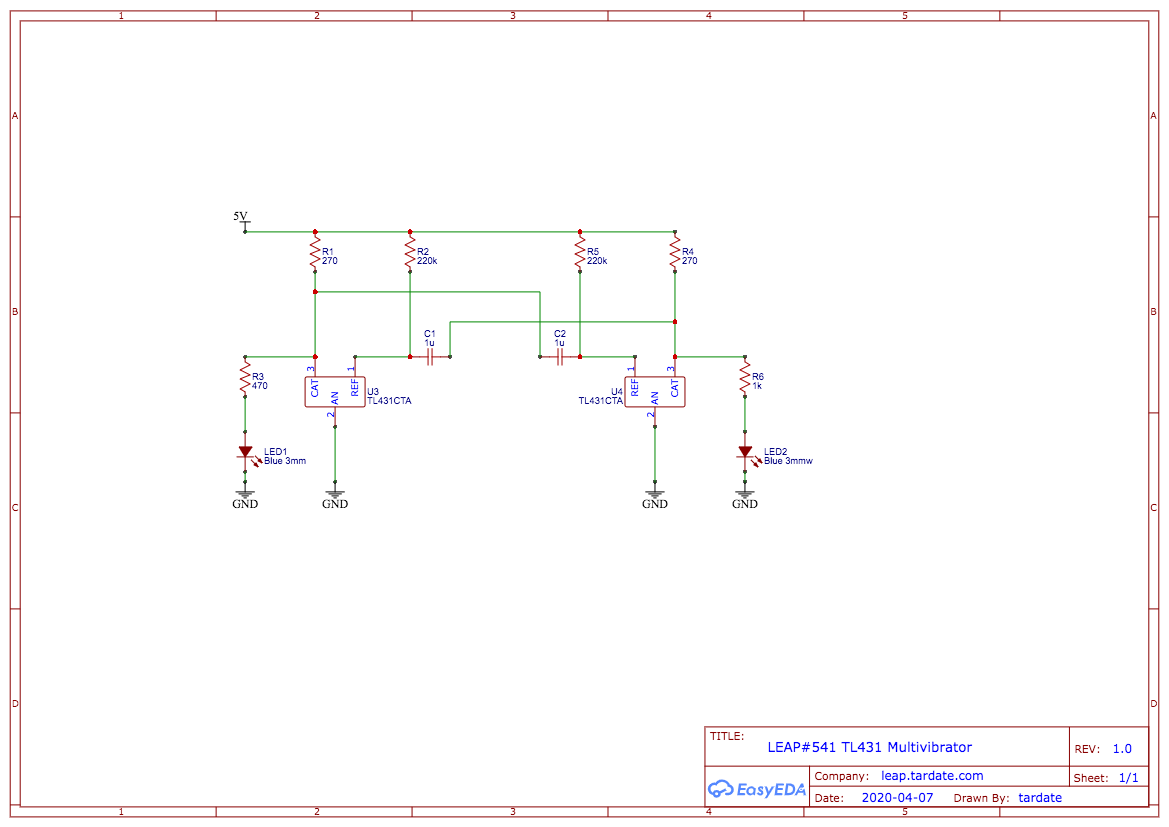 1 2 3 4 5
A A
5V
R1 R2 R5 R4
270 220k 220k 270
B B
C1 C2
1u 1u
3 1 1 3
R3 R6
470 1k
CAT REF REF CAT
AN AN
U3 U4
TL431CTA TL431CTA
2 2
LED1 LED2
Blue 3mm Blue 3mmw
GND GND GND GND
C C
D D
TITLE:
LEAP#541 TL431 Multivibrator
REV: 1.0
EasyEDA
Company: leap.tardate.com
Sheet: 1/1
Date: 2020-04-07 Drawn By: tardate
1 2 3 4 5